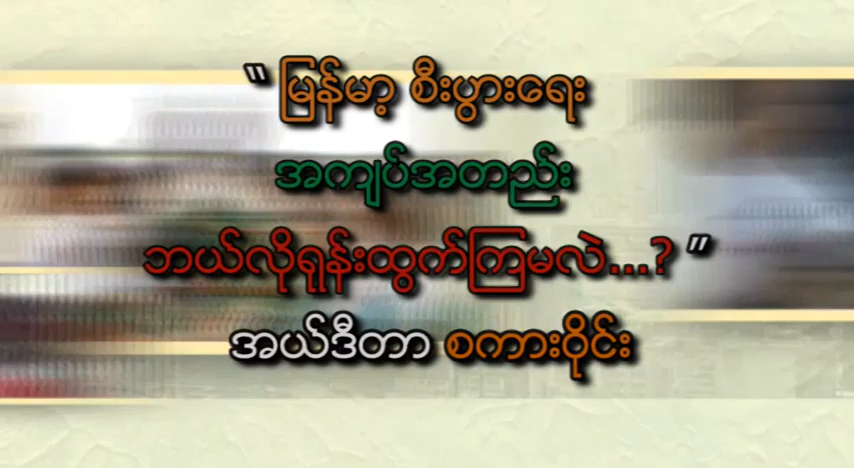 " မြန်မာ့ စီးပွားရေး
အကျပ်အတည်း
ဘယ်လိုရုန်းထွက်ကြမလဲ...? "
အယ်ဒီတာ စကားဝိုင်း